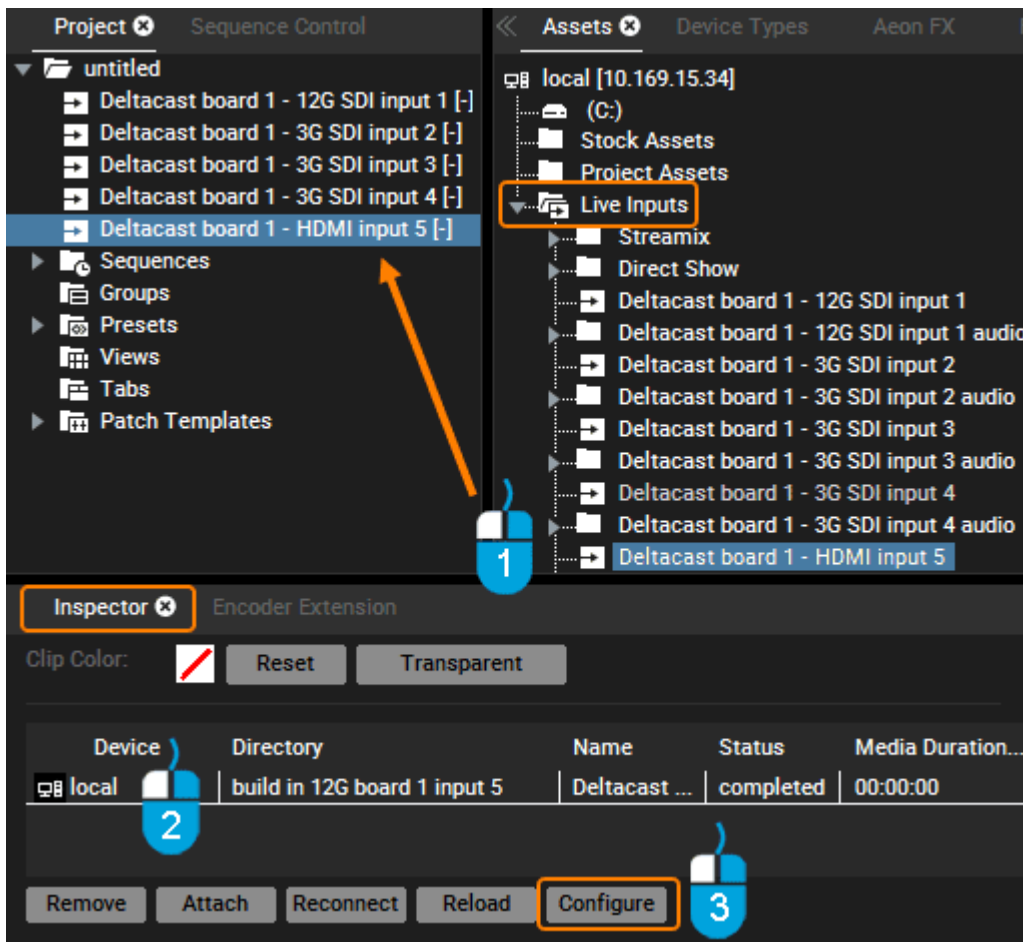 Project
Sequence Control
untitled
Deltacast board 1 - 12G SDI input 1 [-]
Deltacast board 1 - 3G SDI input 2 [-]
Deltacast board 1 - 3G SDI input 3 [-]
Deltacast board 1 - 3G SDI input 4 [-]
Deltacast board 1 - HDMI input 5 [-]
Sequences
Groups
Presets
Views
Tabs
Patch Templates
Assets
Device Types
Aeon FX
local [10.169.15.34]
(C:)
Stock Assets
Project Assets
Live Inputs
Streamix
Direct Show
Deltacast board 1 - 12G SDI input 1
Deltacast board 1 - 12G SDI input 1 audio
Deltacast board 1 - 3G SDI input 2
Deltacast board 1 - 3G SDI input 2 audio
Deltacast board 1 - 3G SDI input 3
Deltacast board 1 - 3G SDI input 3 audio
Deltacast board 1 - 3G SDI input 4
Deltacast board 1 - 3G SDI input 4 audio
Deltacast board 1 - HDMI input 5
1
Inspector
Encoder Extension
Clip Color:
Reset
Transparent
Device Directory Name Status Media Duration...
local build in 12G board 1 input 5 Deltacast ... completed 00:00:00
2
Remove Attach Reconnect Reload Configure
3